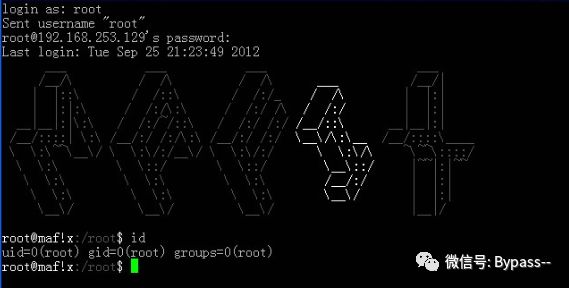 login as: root
Sent username "root"
root@192.168.253.129's password:
Last login: Tue Sep 25 21:23:49 2012
root@maf!x:/root$ id
uid=0(root) gid=0(root) groups=0(root)
root@maf!x:/root$
微信号: Bypass--